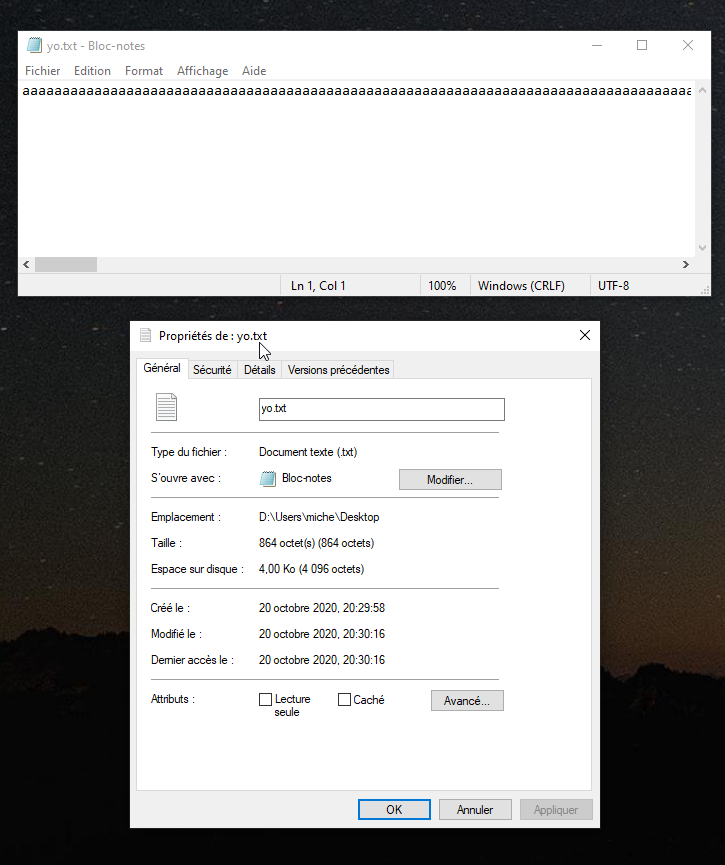 yo.txt - Bloc-notes
Fichier Edition Format Affichage Aide
aaaaaaaaaaaaaaaaaaaaaaaaaaaaaaaaaaaaaaaaaaaaaaaaaaaaaaaaaaaaaaaaaaaaaaaaaaaaaaaaaaaa
Ln 1, Col 1 100% Windows (CRLF) UTF-8
Propriétés de : yo.txt
Général Sécurité Détails Versions précédentes
yo.txt
Type du fichier : Document texte (.txt)
S'ouvre avec : Bloc-notes Modifier...
Emplacement : D:\Users\miche\Desktop
Taille : 864 octet(s) (864 octets)
Espace sur disque : 4,00 Ko (4 096 octets)
Créé le : 20 octobre 2020, 20:29:58
Modifié le : 20 octobre 2020, 20:30:16
Dernier accès le : 20 octobre 2020, 20:30:16
Attributs : Lecture seule Caché Avancé...
OK Annuler Appliquer